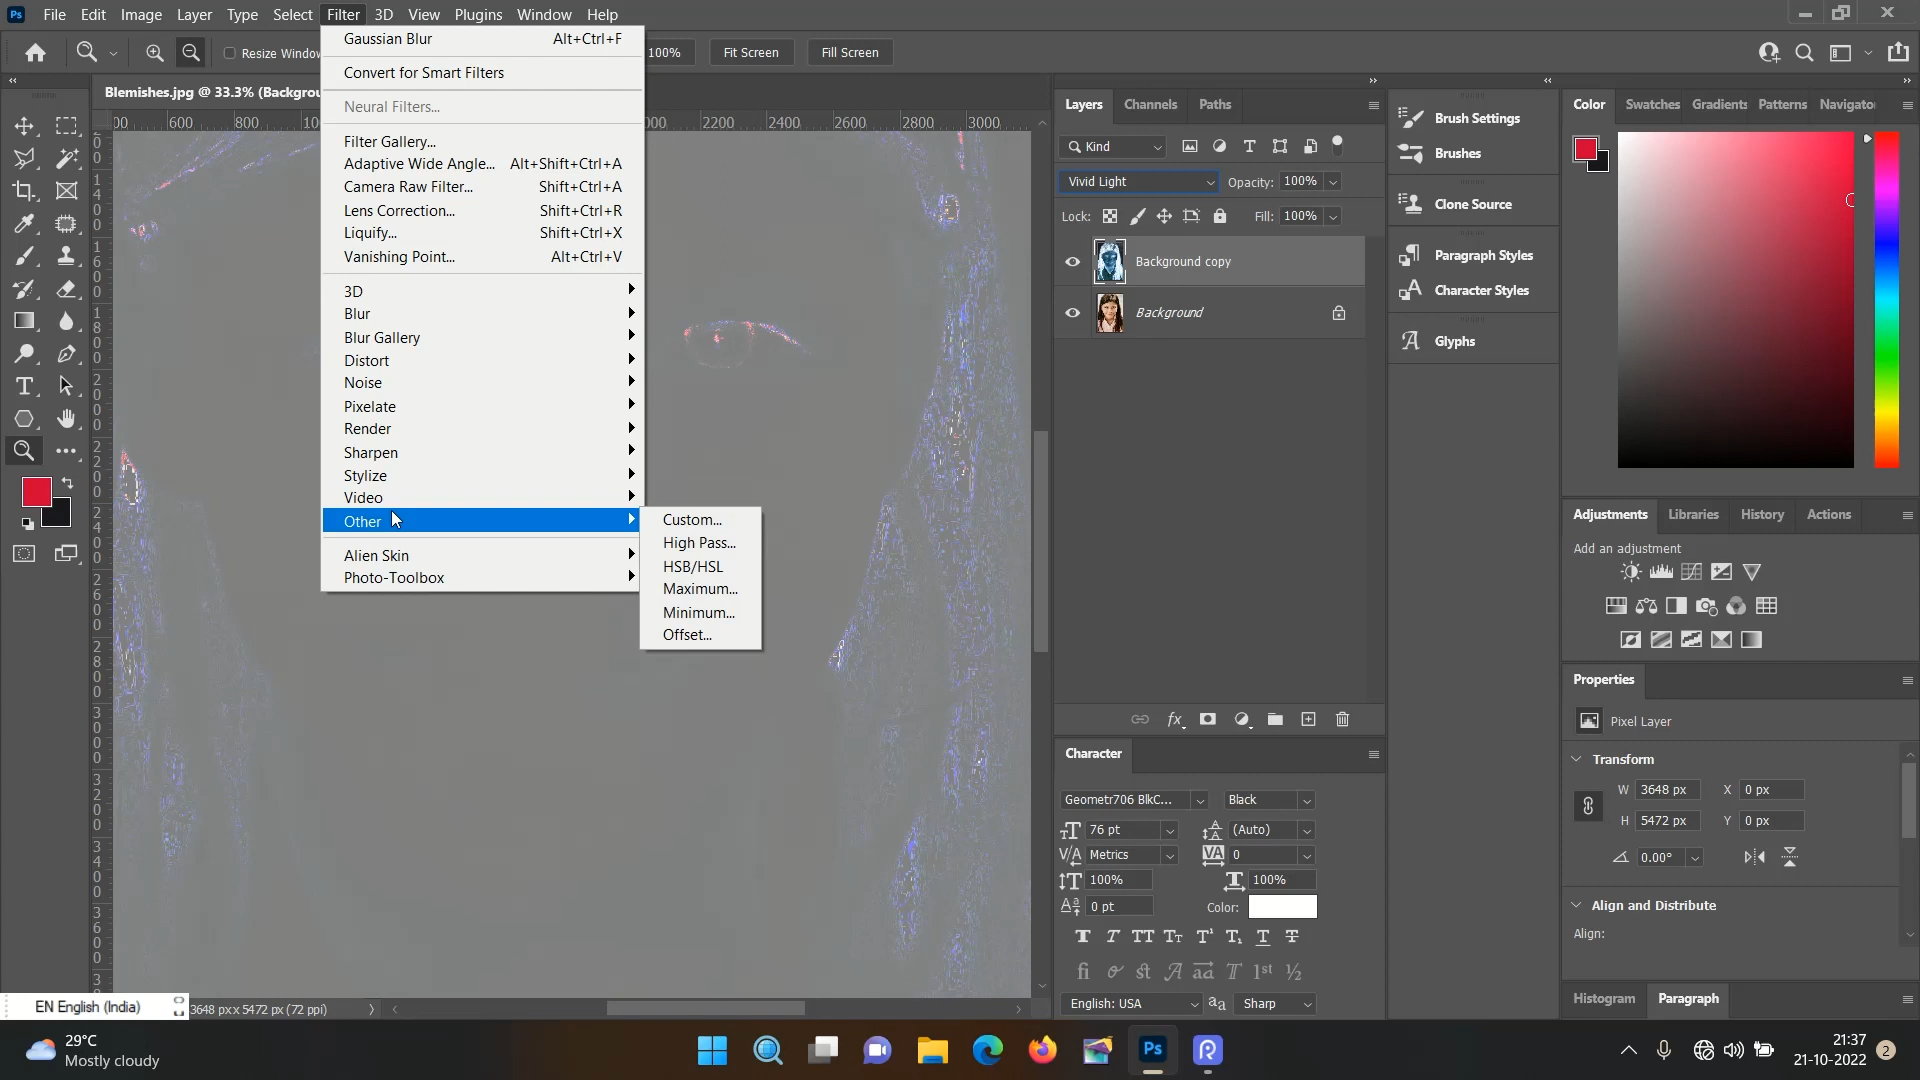 Ps File Edit Image Layer Type Select Filter 3D View Plugins Window Help
Resize Window
100% Fit Screen Fill Screen
Blemishes.jpg @ 33.3% (Backgrou
600 800
2200 2400 2600 2800 3000
Gaussian Blur Alt+Ctrl+F
Convert for Smart Filters
Neural Filters...
Filter Gallery...
Adaptive Wide Angle... Alt+Shift+Ctrl+A
Camera Raw Filter... Shift+Ctrl+A
Lens Correction... Shift+Ctrl+R
Liquify... Shift+Ctrl+X
Vanishing Point... Alt+Ctrl+V
3D
Blur
Blur Gallery
Distort
Noise
Pixelate
Render
Sharpen
Stylize
Video
Other
Alien Skin
Photo-Toolbox
Custom...
High Pass...
HSB/HSL
Maximum...
Minimum...
Offset...
Layers Channels Paths
Kind
Vivid Light Opacity: 100%
Lock: Fill: 100%
Background copy
Background
Character
Geometr706 BlkC... Black
76 pt (Auto)
Metrics 0
100% 100%
0 pt Color:
English: USA Sharp
Brush Settings
Brushes
Clone Source
Paragraph Styles
Character Styles
Glyphs
Color Swatches Gradients Patterns Navigator
Adjustments Libraries History Actions
Add an adjustment
Properties
Pixel Layer
Transform
W 3648 px X 0 px
H 5472 px Y 0 px
0.00°
Align and Distribute
Align:
Histogram Paragraph
EN English (India)
3648 px x 5472 px (72 ppi)
29°C
Mostly cloudy
Ps
21:37
21-10-2022
2